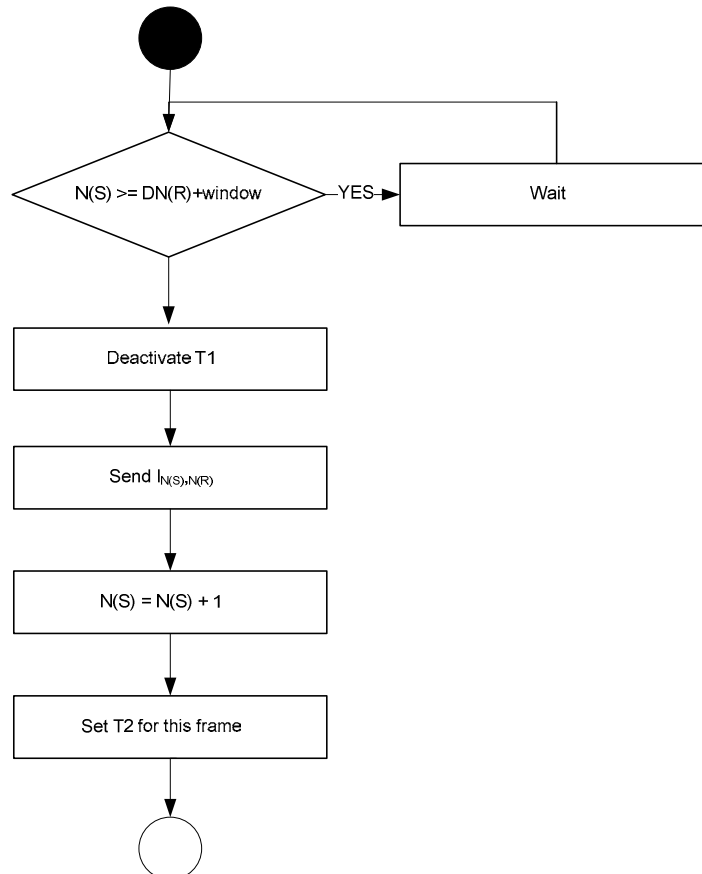 N(S) >= DN(R)+window
YES
Wait
Deactivate T1
Send IN(S),N(R)
N(S) = N(S) + 1
Set T2 for this frame